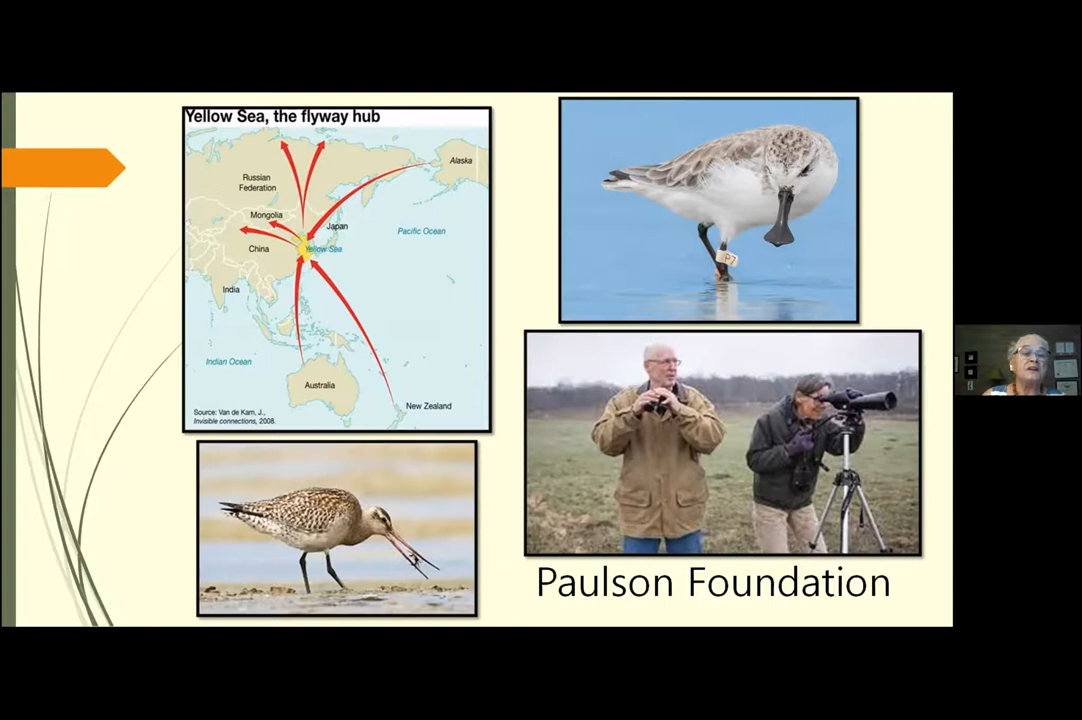 Yellow Sea, the flyway hub
Alaska
Russian
Federation
Mongolia
Japan
Pacific Ocean
China
Yellow Sea
India
Indian Ocean
Australia
New Zealand
Source: Van de Kam, J.,
Invisible connections, 2008.
P7
Paulson Foundation